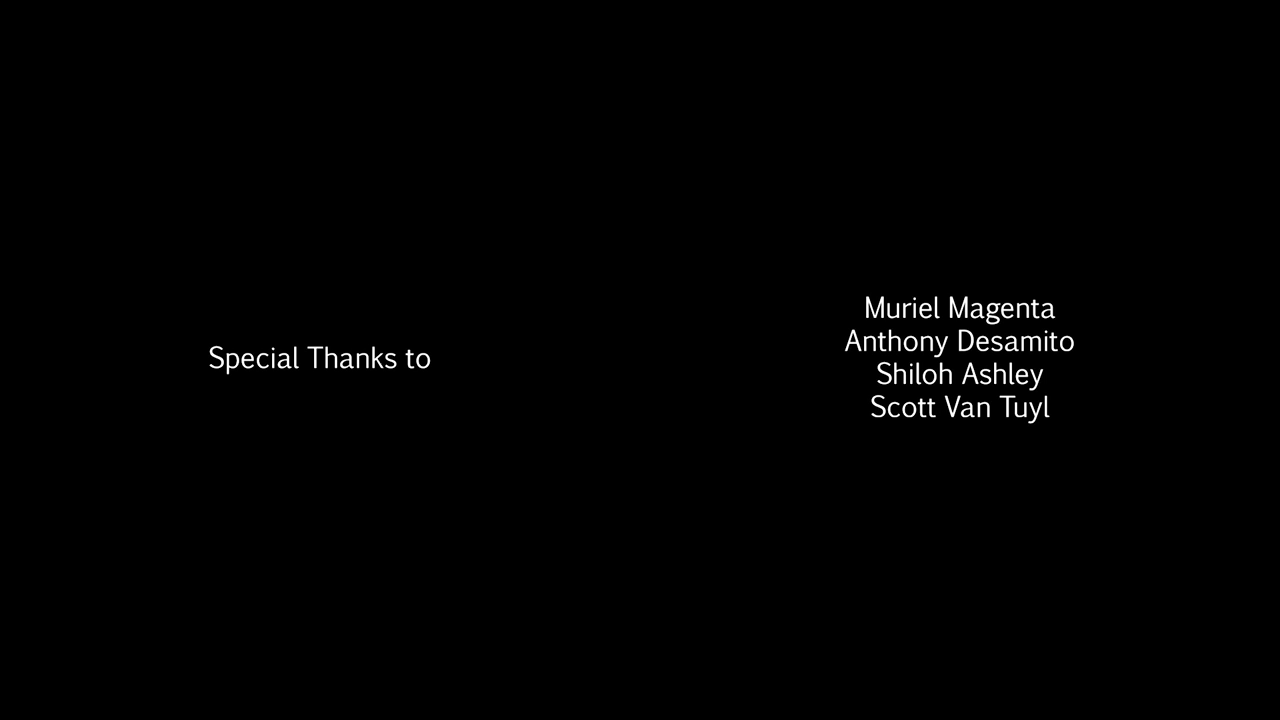 Special Thanks to
Muriel Magenta
Anthony Desamito
Shiloh Ashley
Scott Van Tuyl